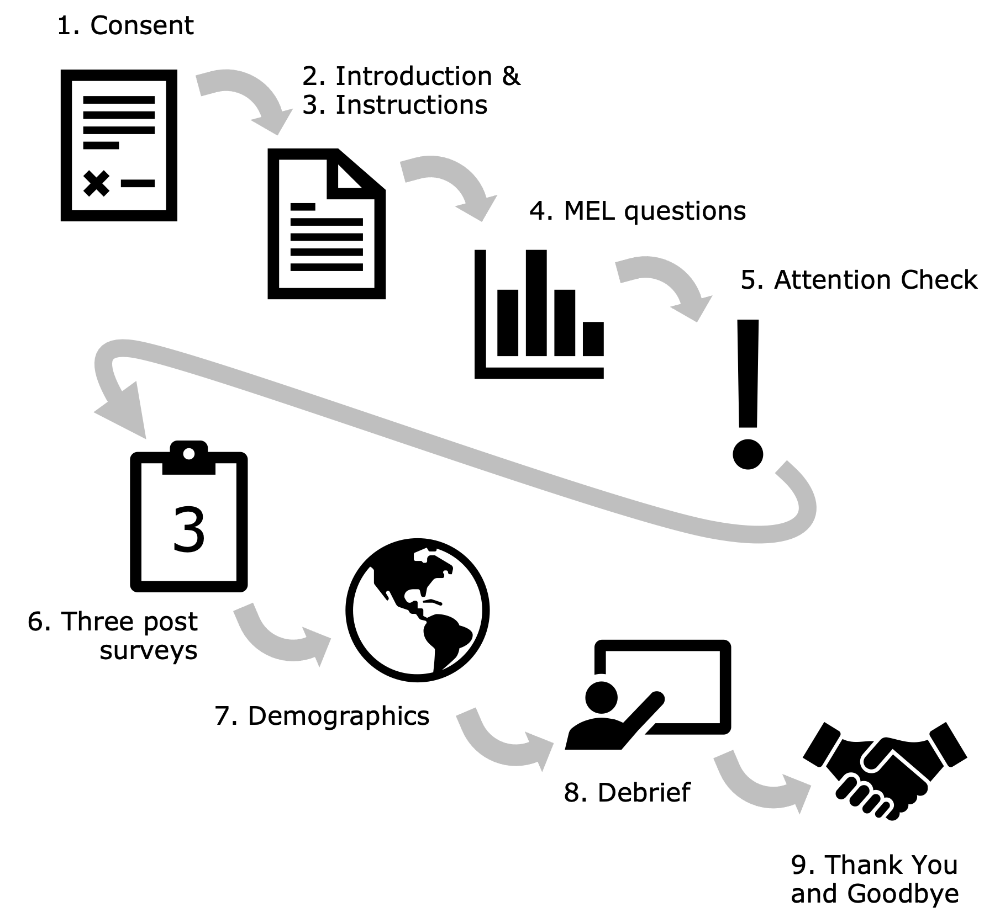 1. Consent
2. Introduction &
3. Instructions
4. MEL questions
5. Attention Check
3
6. Three post
surveys
7. Demographics
8. Debrief
9. Thank You
and Goodbye